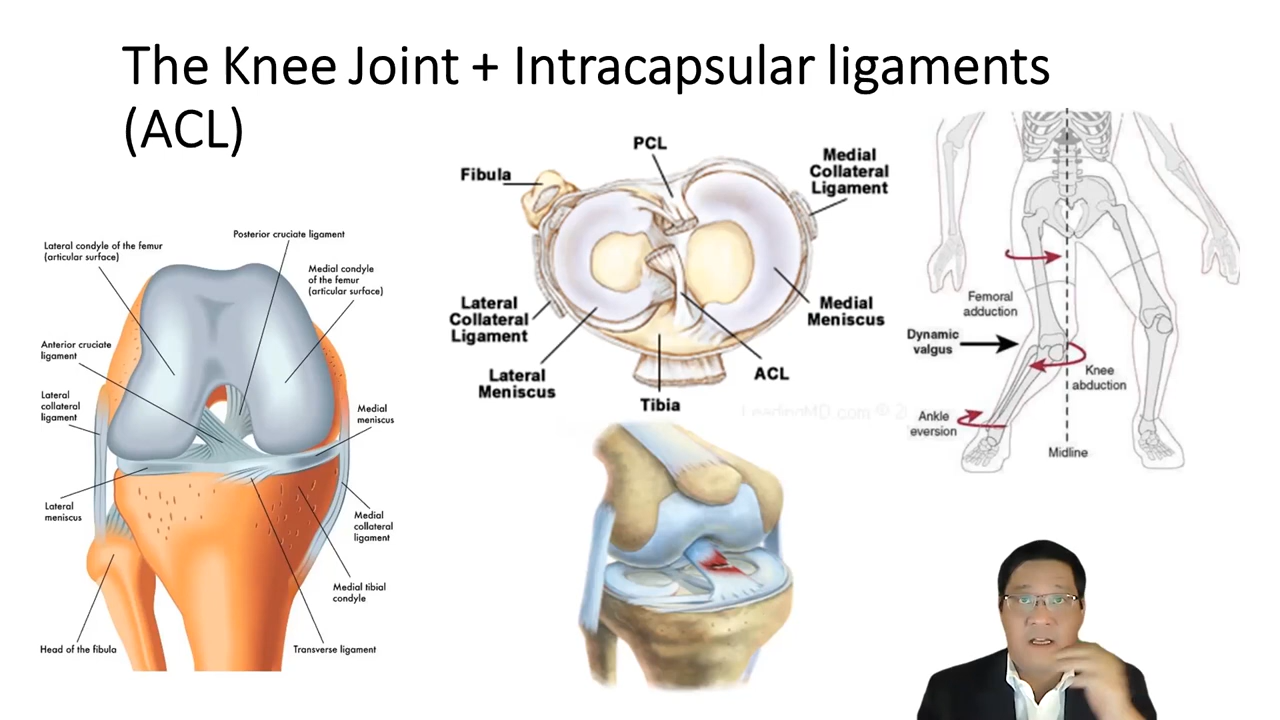 The Knee Joint + Intracapsular ligaments
(ACL)
Posterior cruciate ligament
Lateral condyle of the femur
(articular surface)
Medial condyle
of the femur
(articular surface)
Anterior cruciate
ligament
Lateral
collateral
ligament
Medial
meniscus
Lateral
meniscus
Medial
collateral
ligament
Medial tibial
condyle
Head of the fibula
Transverse ligament
PCL
Fibula
Medial
Collateral
Ligament
Lateral
Collateral
Ligament
Medial
Meniscus
Lateral
Meniscus
ACL
Tibia
Femoral
adduction
Dynamic
valgus
Knee
abduction
Ankle
eversion
Midline